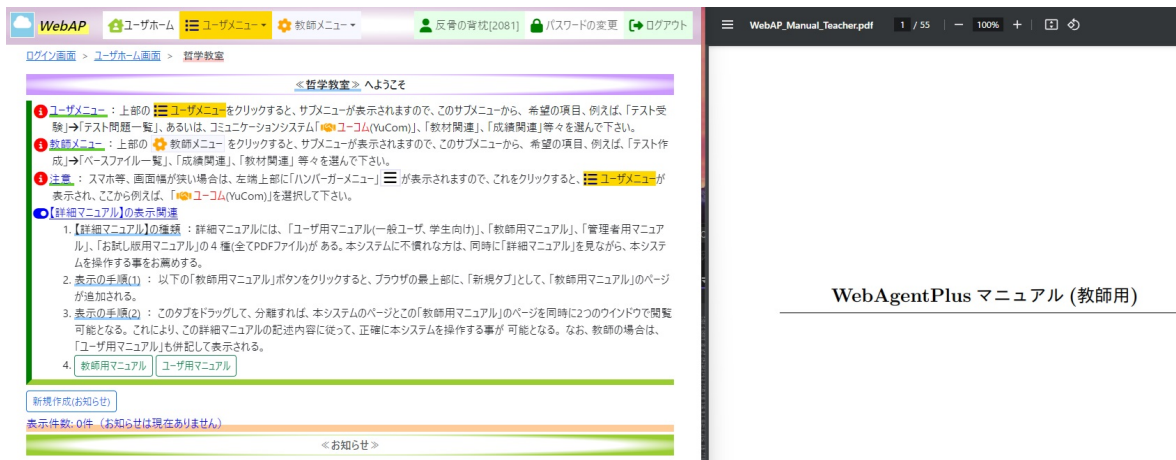 WebAP ユーザホーム ユーザメニュー 教師メニュー 反骨の背枕[2081] パスワードの変更 ログアウト
ログイン画面 > ユーザホーム画面 > 哲学教室
≪哲学教室≫ へようこそ
ユーザメニュー : 上部の ユーザメニューをクリックすると、サブメニューが表示されますので、このサブメニューから、希望の項目、例えば、「テスト受
験」→「テスト問題一覧」、あるいは、コミュニケーションシステム「ユーコム(YuCom)」、「教材関連」、「成績関連」等々を選んで下さい。
教師メニュー : 上部の 教師メニュー をクリックすると、サブメニューが表示されますので、このサブメニューから、希望の項目、例えば、「テスト作
成」→「ベースファイル一覧」、「成績関連」、「教材関連」 等々を選んで下さい。
注意 : スマホ等、画面幅が狭い場合は、左端上部に「ハンバーガーメニュー」 が表示されますので、これをクリックすると、 ユーザメニューが
表示され、ここから例えば、「ユーコム(YuCom)」を選択して下さい。
【詳細マニュアル】の表示関連
1. 【詳細マニュアル】の種類 : 詳細マニュアルには、「ユーザ用マニュアル(一般ユーザ、学生向け)」、「教師用マニュアル」、「管理者用マニュア
ル」、「お試し版用マニュアル」の4種(全てPDFファイル)が ある。本システムに不慣れな方は、同時に「詳細マニュアル」を見ながら、本システ
ムを操作する事をお薦めする。
2. 表示の手順(1) : 以下の「教師用マニュアル」ボタンをクリックすると、ブラウザの最上部に、「新規タブ」として、「教師用マニュアル」のページ
が追加される。
3. 表示の手順(2) : このタブをドラッグして、分離すれば、本システムのページとこの「教師用マニュアル」のページを同時に2つのウインドウで閲覧
可能となる。これにより、この詳細マニュアルの記述内容に従って、正確に本システムを操作する事が 可能となる。なお、教師の場合は、
「ユーザ用マニュアル」も併記して表示される。
4. 教師用マニュアル ユーザ用マニュアル
新規作成(お知らせ)
表示件数: 0件 (お知らせは現在ありません)
≪お知らせ≫
WebAP_Manual_Teacher.pdf 1 / 55 | − 100% +
WebAgentPlus マニュアル (教師用)